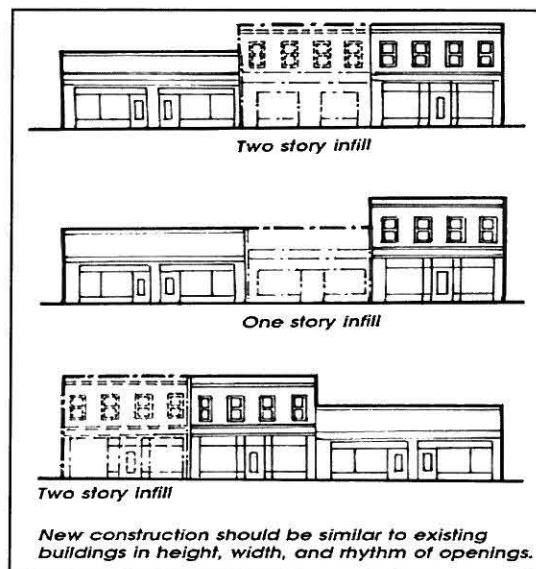 Two story infill
One story infill
Two story infill
New construction should be similar to existing
buildings in height, width, and rhythm of openings.